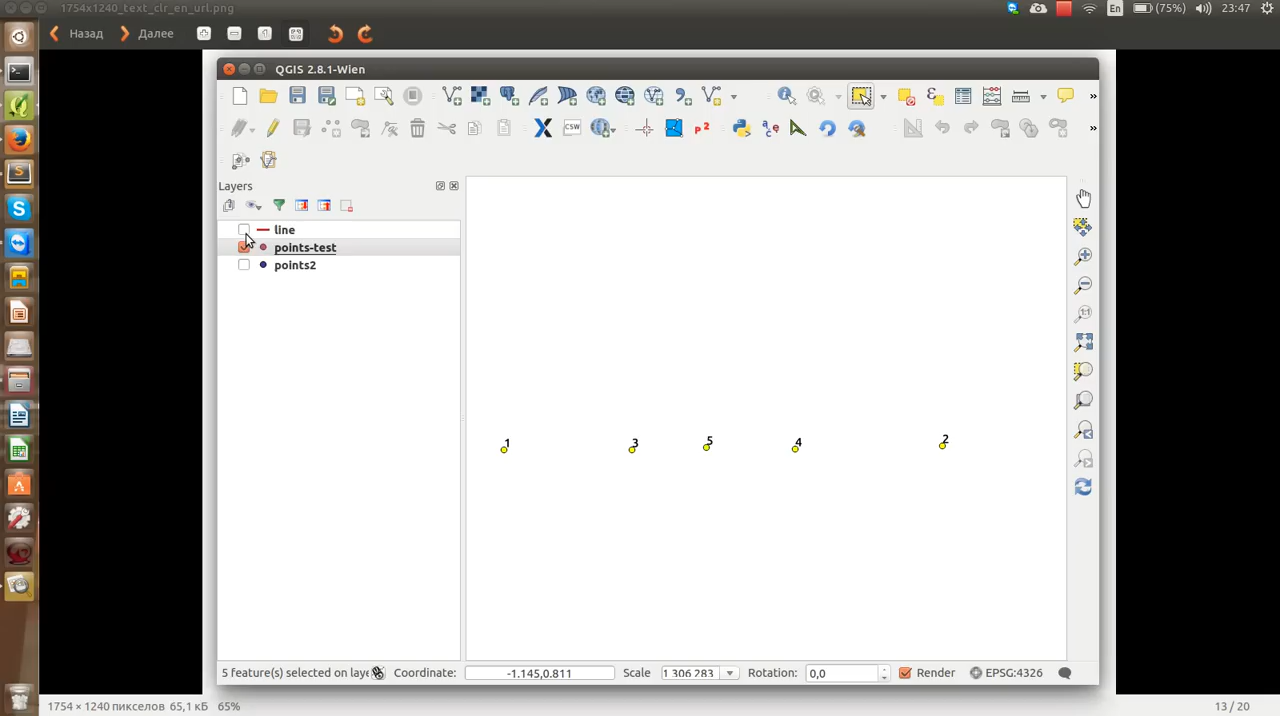 1754x1240_text_clr_en_url.png
En
(75%)
23:47
Назад
Далее
QGIS 2.8.1-Wien
CSW
Layers
line
points-test
points2
1
3
5
4
2
5 feature(s) selected on laye
Coordinate:
-1.145,0.811
Scale
1 306 283
Rotation:
0,0
Render
EPSG:4326
1754 × 1240 пикселов 65,1 кБ 65%
13 / 20